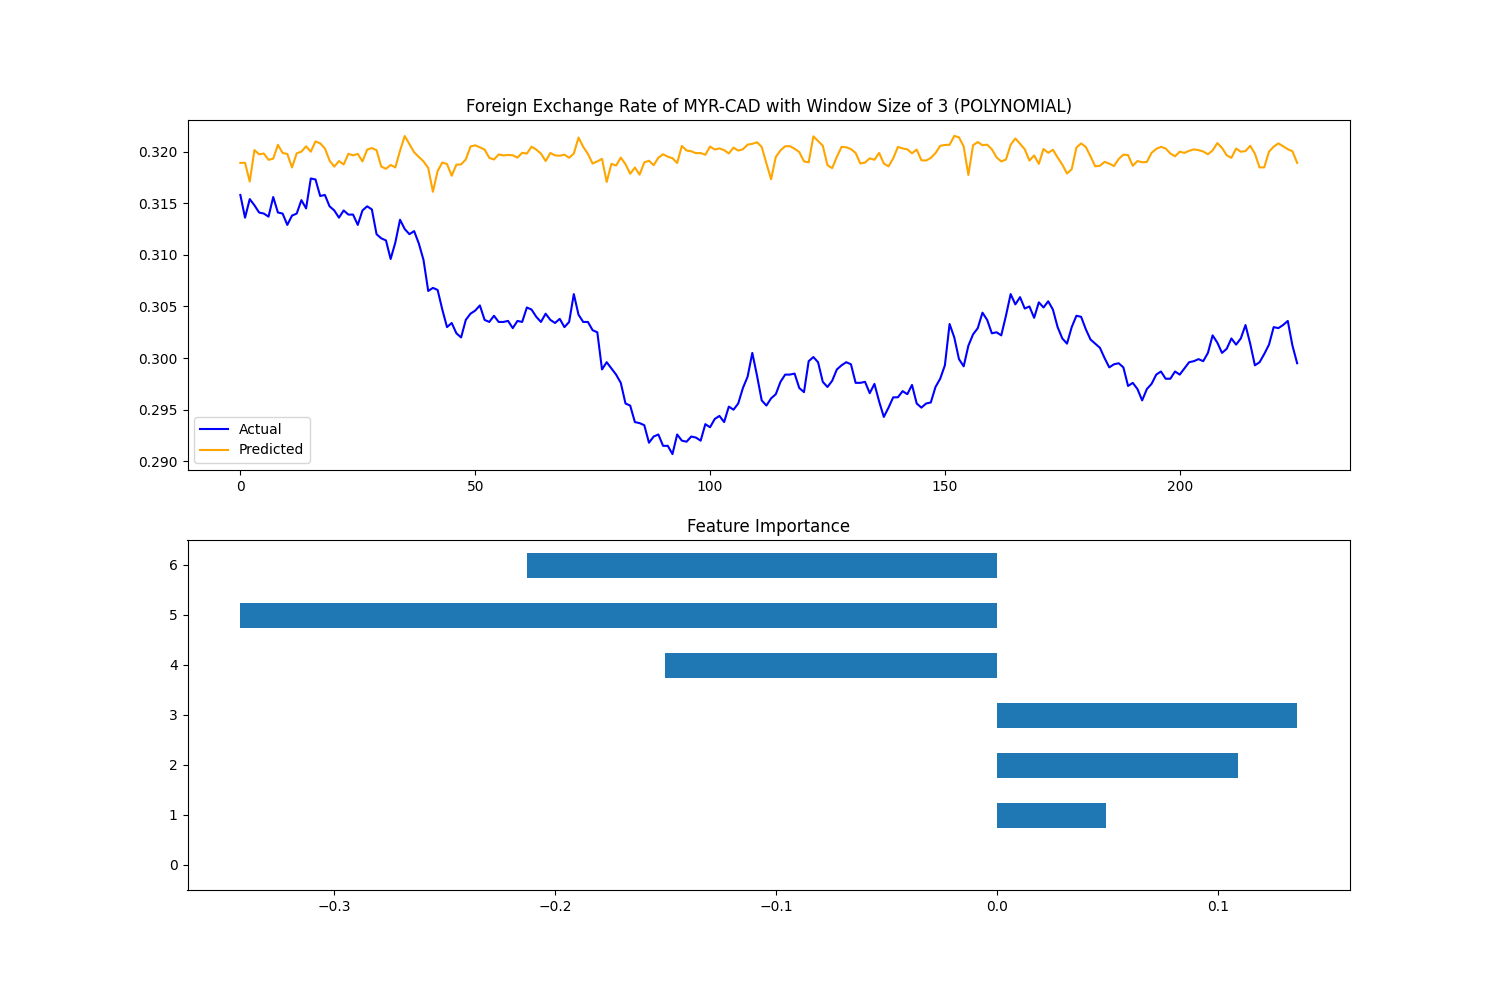 Foreign Exchange Rate of MYR-CAD with Window Size of 3 (POLYNOMIAL)
0.320
0.315
0.310
0.305
0.300
0.295
0.290
Actual
Predicted
0 50 100 150 200
Feature Importance
6
5
4
3
2
1
0
−0.3 −0.2 −0.1 0.0 0.1